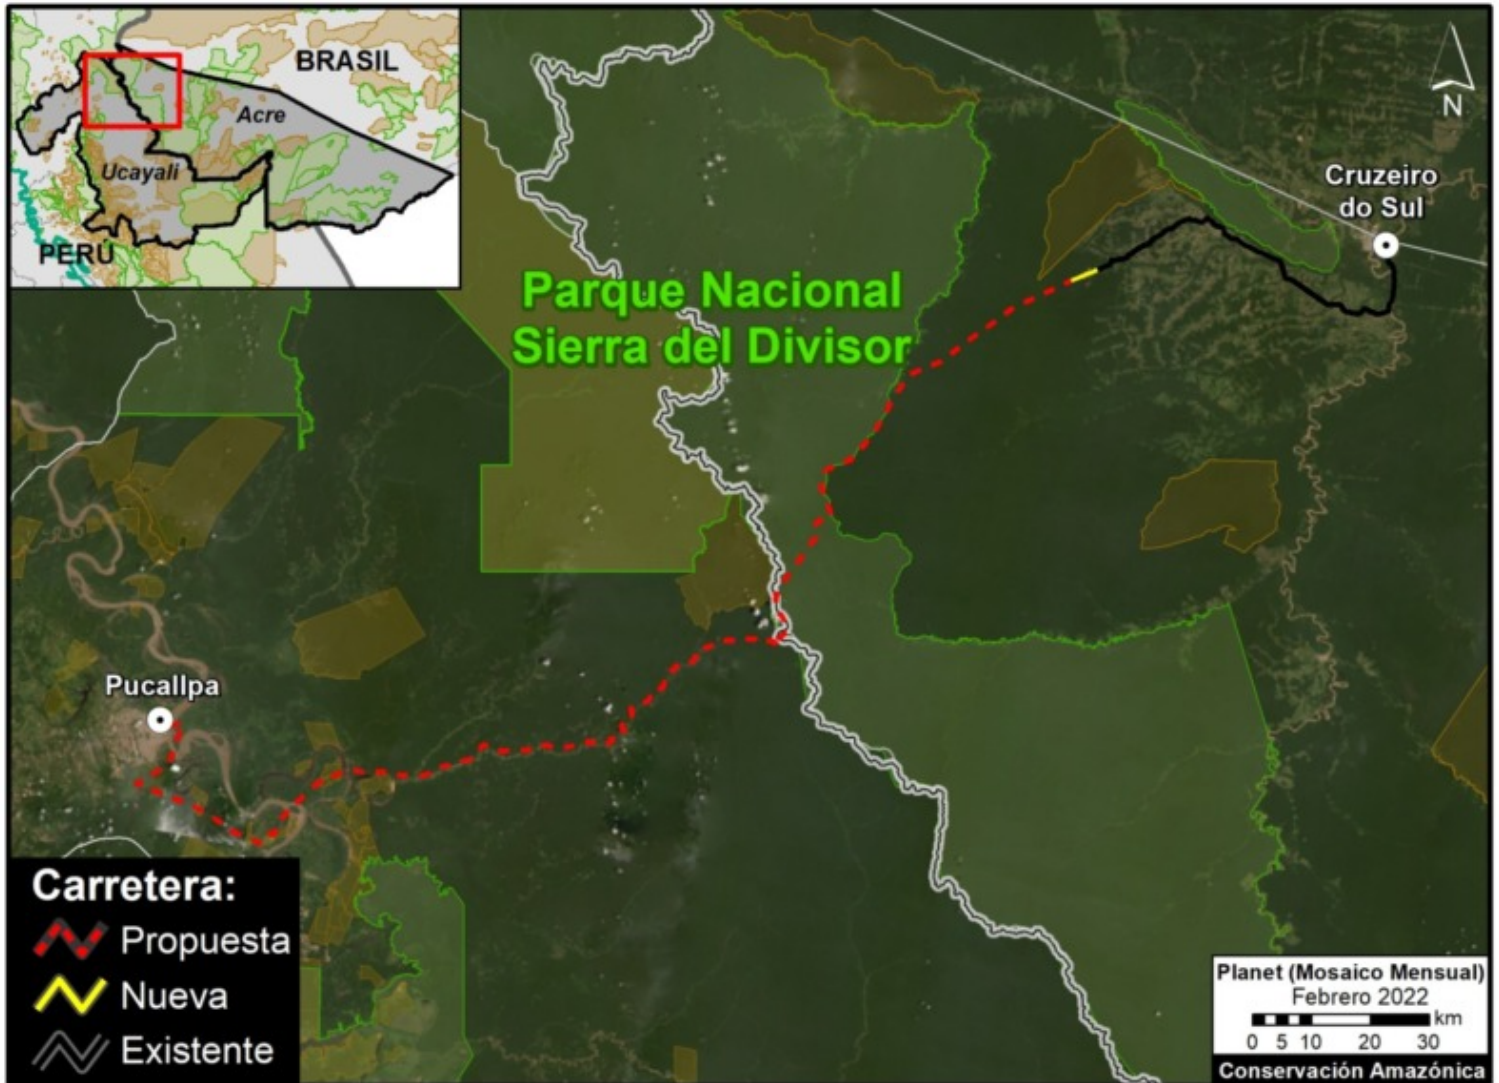 BRASIL
Acre
Ucayali
PERÚ
N
Cruzeiro
do Sul
Parque Nacional
Sierra del Divisor
Pucallpa
Carretera:
Propuesta
Nueva
Existente
Planet (Mosaico Mensual)
Febrero 2022
km
0 5 10 20 30
Conservación Amazónica